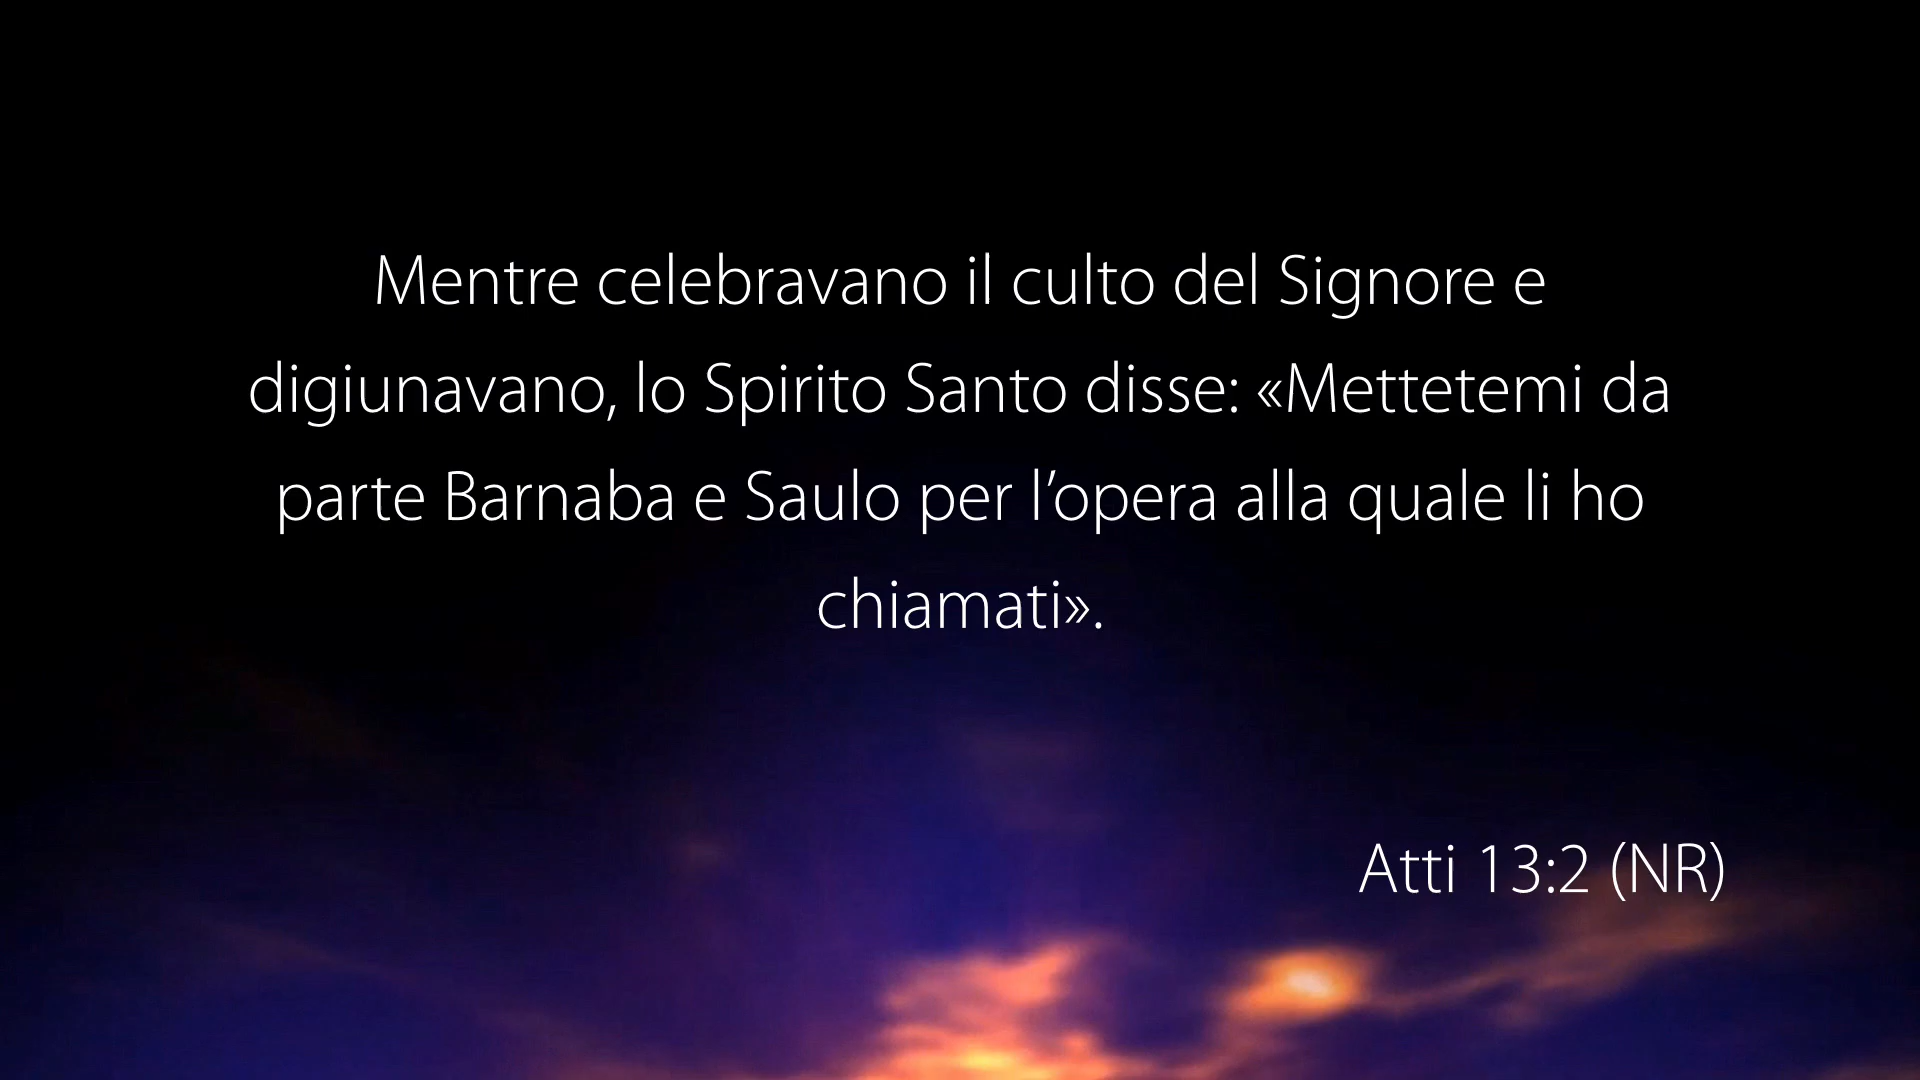 Mentre celebravano il culto del Signore e
digiunavano, lo Spirito Santo disse: «Mettetemi da
parte Barnaba e Saulo per l’opera alla quale li ho
chiamati».
Atti 13:2 (NR)